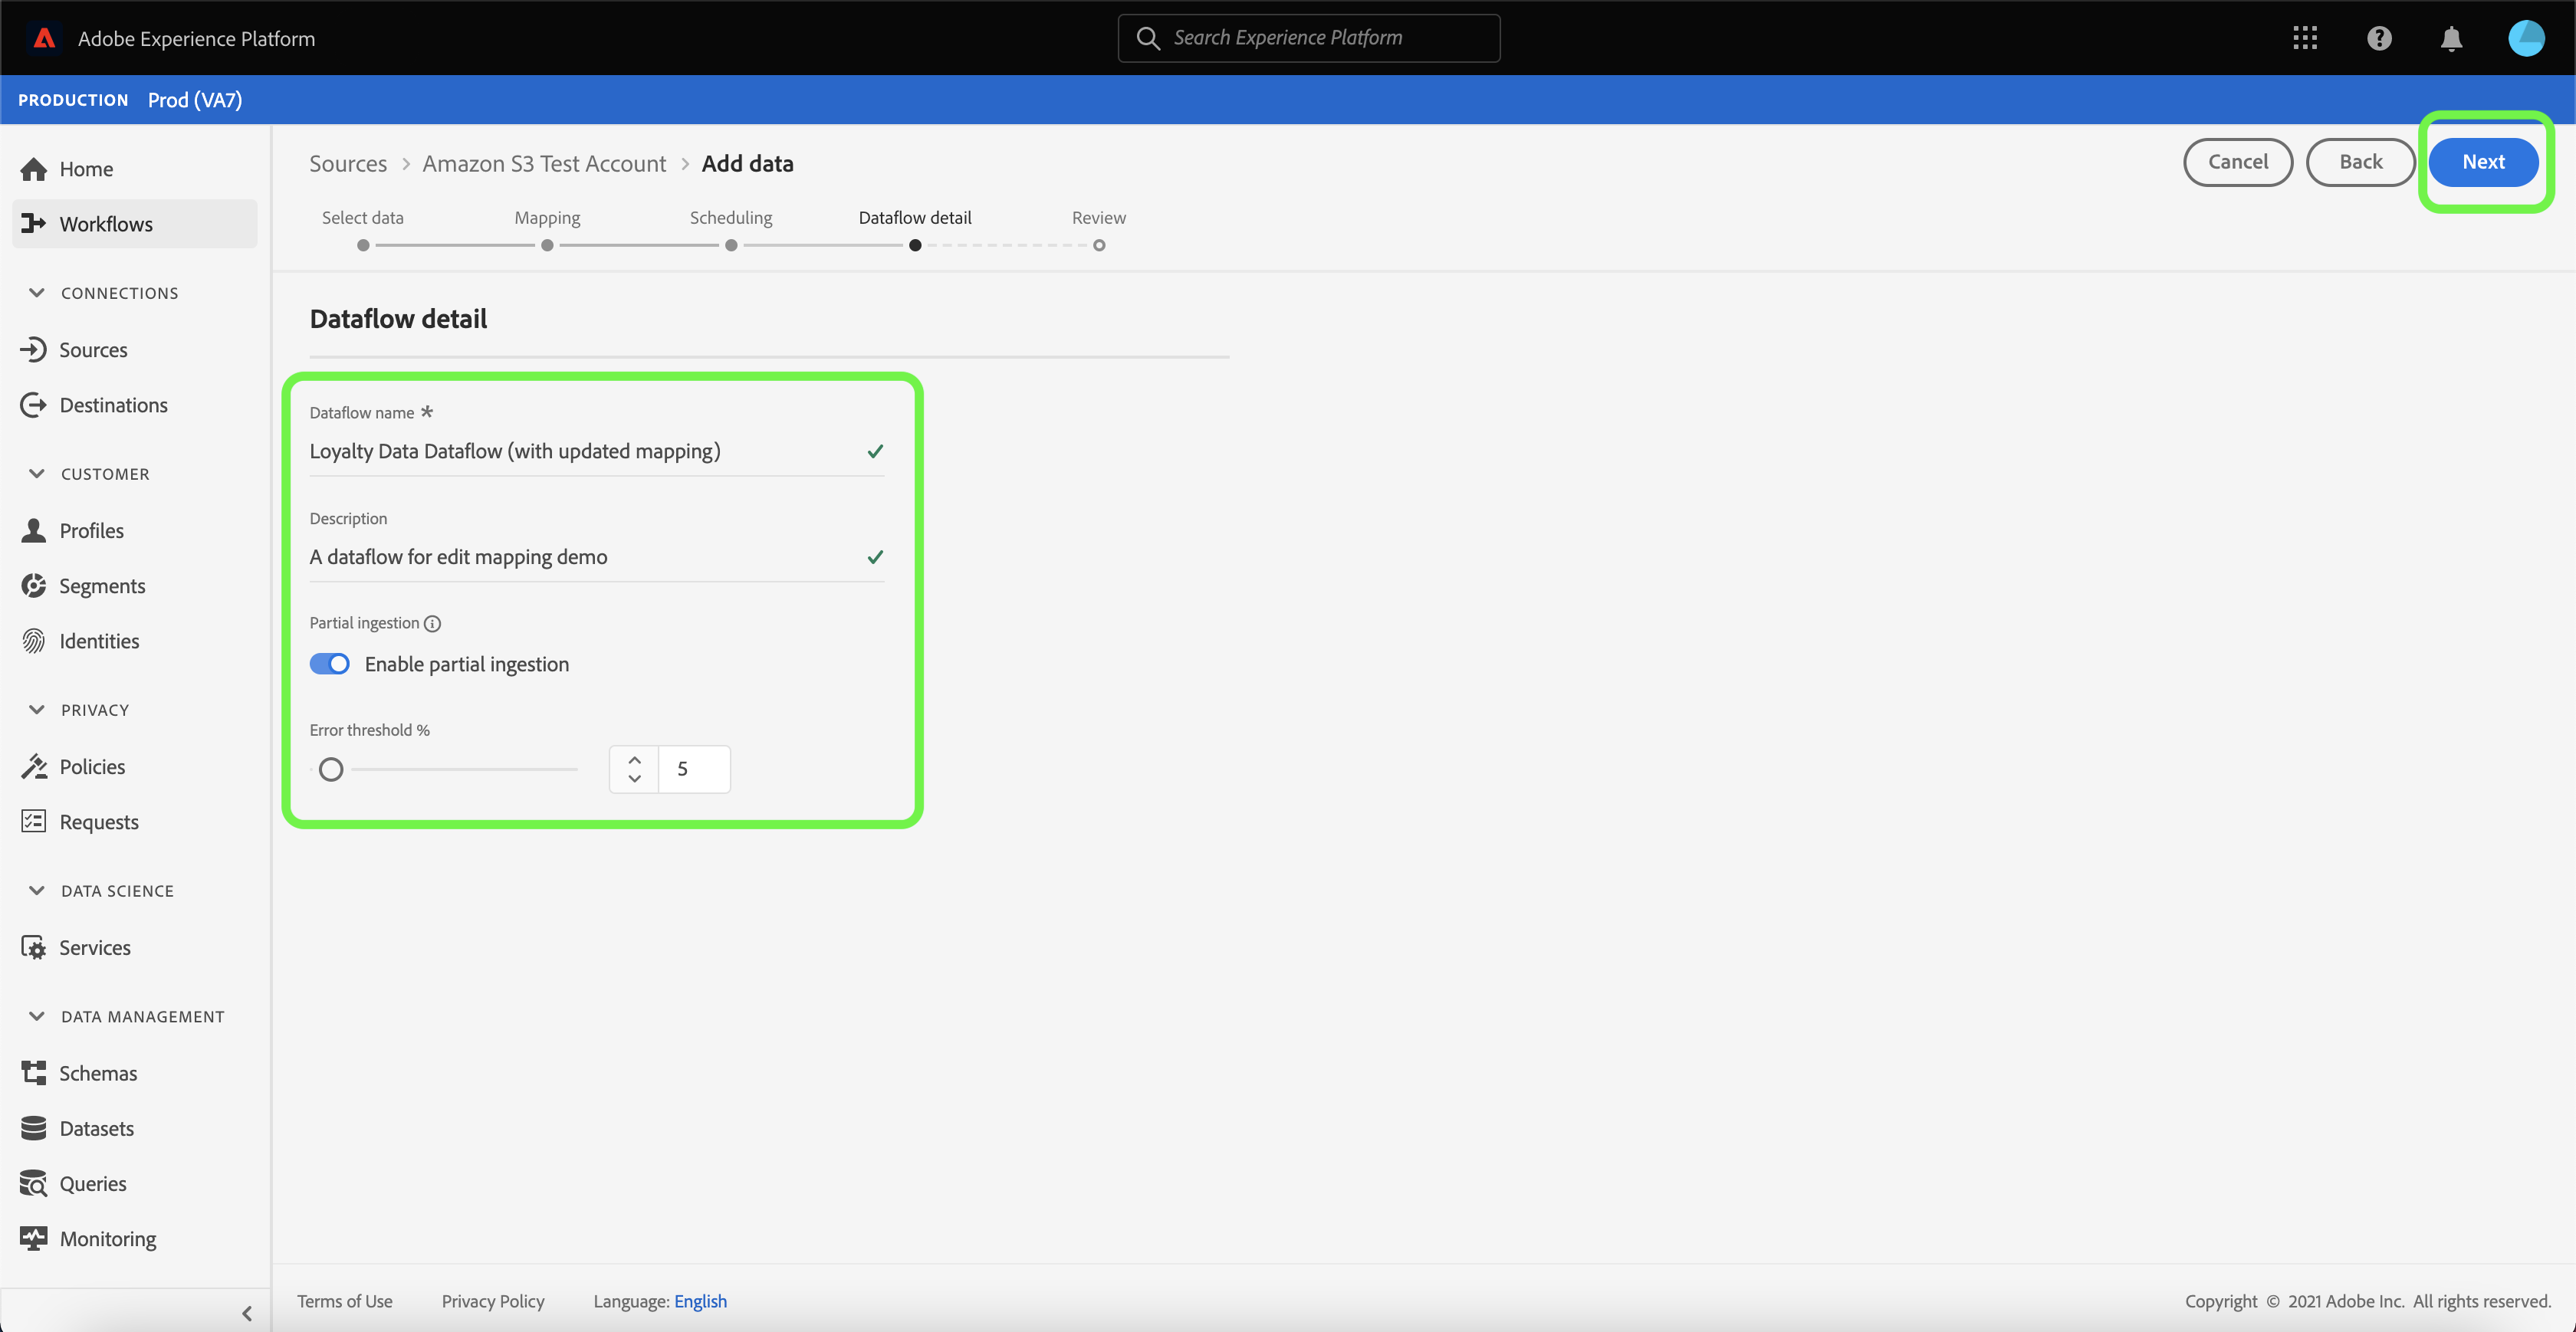 Adobe Experience Platform
Search Experience Platform
PRODUCTION Prod (VA7)
Home
Workflows
CONNECTIONS
Sources
Destinations
CUSTOMER
Profiles
Segments
Identities
PRIVACY
Policies
Requests
DATA SCIENCE
Services
DATA MANAGEMENT
Schemas
Datasets
Queries
Monitoring
Sources > Amazon S3 Test Account > Add data
Cancel
Back
Next
Select data
Mapping
Scheduling
Dataflow detail
Review
Dataflow detail
Dataflow name *
Loyalty Data Dataflow (with updated mapping)
Description
A dataflow for edit mapping demo
Partial ingestion
Enable partial ingestion
Error threshold %
5
Terms of Use Privacy Policy Language: English
Copyright © 2021 Adobe Inc. All rights reserved.